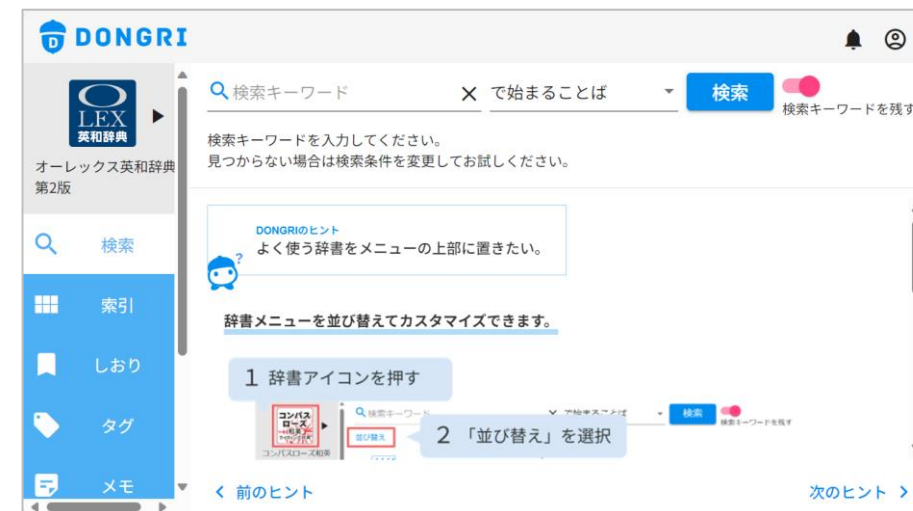 DONGRI
検索キーワード
で始まることば
検索
検索キーワードを残す
LEX
英和辞典
オーレックス英和辞典
第2版
検索キーワードを入力してください。
見つからない場合は検索条件を変更してお試しください。
検索
索引
しおり
タグ
メモ
DONGRIのヒント
よく使う辞書をメニューの上部に置きたい。
辞書メニューを並び替えてカスタマイズできます。
1 辞書アイコンを押す
コンパス
ローズ
検索キーワード
検索
検索キーワードを残す
並び替え
2 「並び替え」を選択
コンパスローズ和英
前のヒント
次のヒント